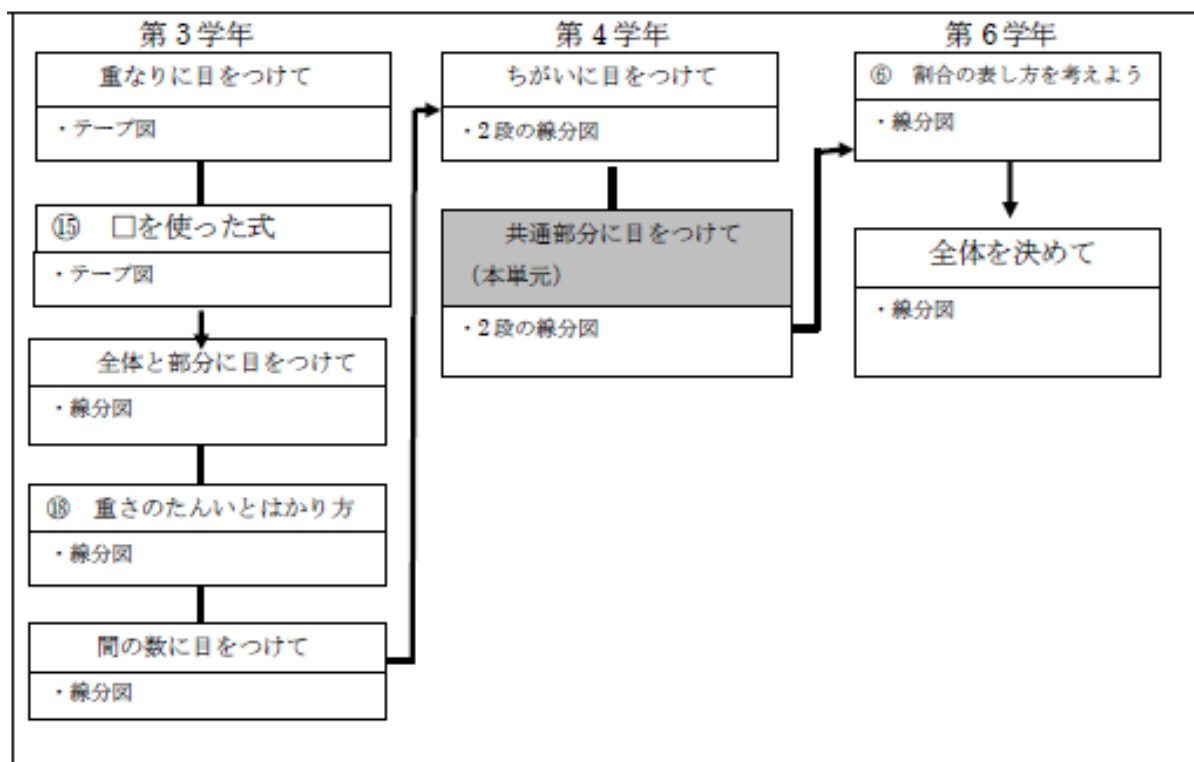 第3学年
重なりに目をつけて
・テープ図
⑮ □を使った式
・テープ図
全体と部分に目をつけて
・線分図
⑱ 重さのたんいとはかり方
・線分図
間の数に目をつけて
・線分図
第4学年
ちがいに目をつけて
・2段の線分図
共通部分に目をつけて
(本単元)
・2段の線分図
第6学年
⑥ 割合の表し方を考えよう
・線分図
全体を決めて
・線分図